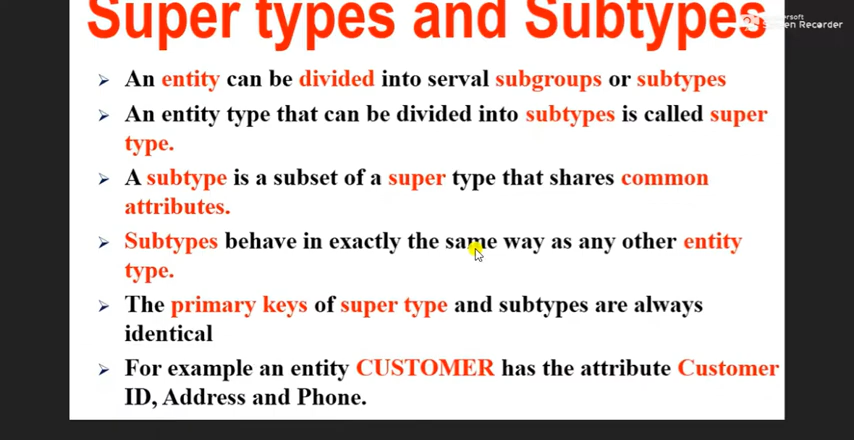 Super types and Subtypes
Screen Recorder
An entity can be divided into serval subgroups or subtypes
An entity type that can be divided into subtypes is called super
type.
A subtype is a subset of a super type that shares common
attributes.
Subtypes behave in exactly the same way as any other entity
type.
The primary keys of super type and subtypes are always
identical
For example an entity CUSTOMER has the attribute Customer
ID, Address and Phone.